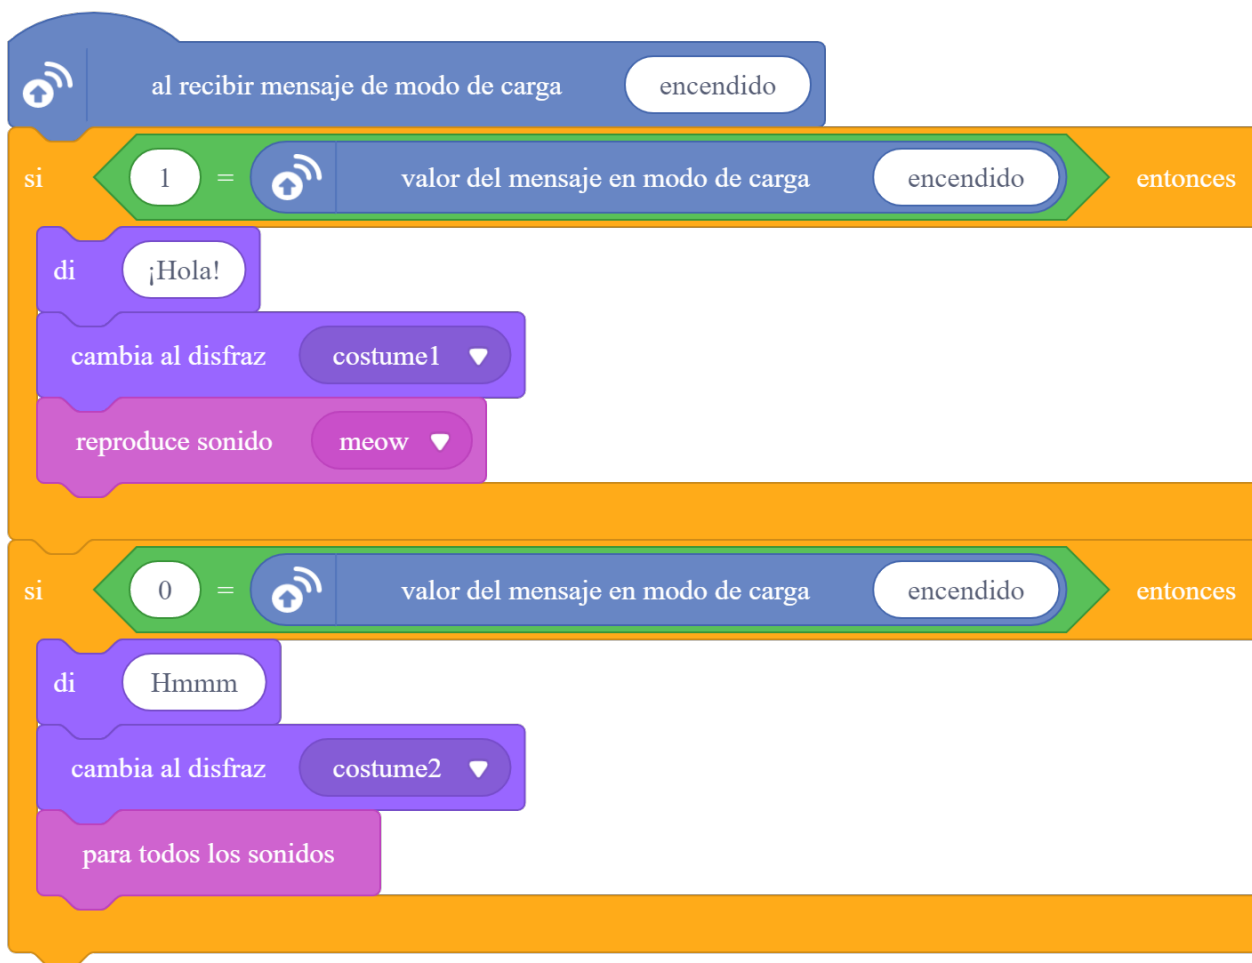 al recibir mensaje de modo de carga encendido
si 1 = valor del mensaje en modo de carga encendido entonces
di ¡Hola!
cambia al disfraz costume1
reproduce sonido meow
si 0 = valor del mensaje en modo de carga encendido entonces
di Hmmm
cambia al disfraz costume2
para todos los sonidos